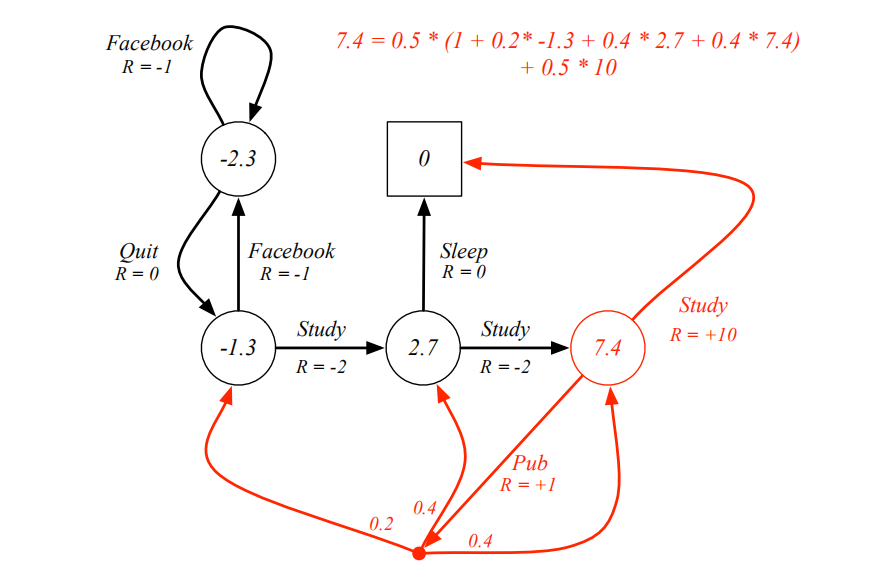 Facebook
R = -1
7.4 = 0.5 * (1 + 0.2* -1.3 + 0.4 * 2.7 + 0.4 * 7.4)
+ 0.5 * 10
-2.3
0
Quit
R = 0
Facebook
R = -1
Sleep
R = 0
Study
R = +10
-1.3
Study
R = -2
2.7
Study
R = -2
7.4
Pub
R = +1
0.2
0.4
0.4